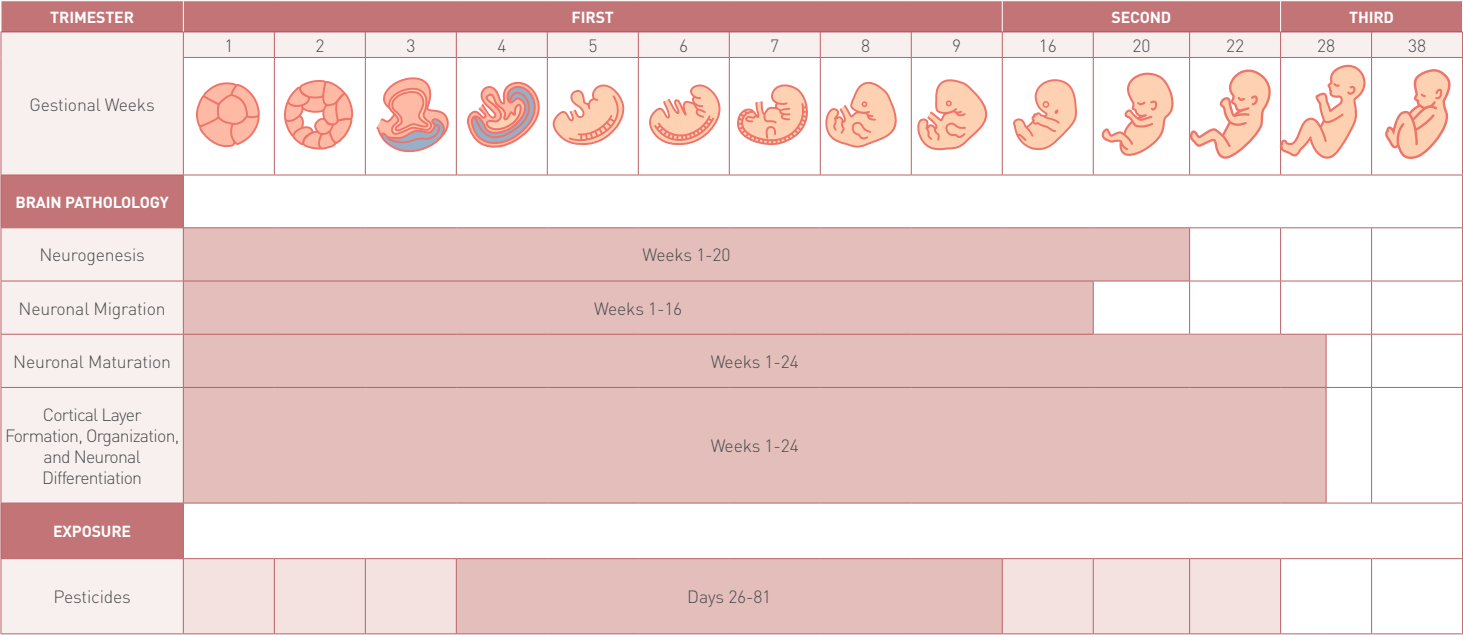 TRIMESTER FIRST SECOND THIRD
Gestional Weeks 1 2 3 4 5 6 7 8 9 16 20 22 28 38
BRAIN PATHOLOLOGY
Neurogenesis Weeks 1-20
Neuronal Migration Weeks 1-16
Neuronal Maturation Weeks 1-24
Cortical Layer
Formation, Organization,
and Neuronal
Differentiation
Weeks 1-24
EXPOSURE
Pesticides Days 26-81